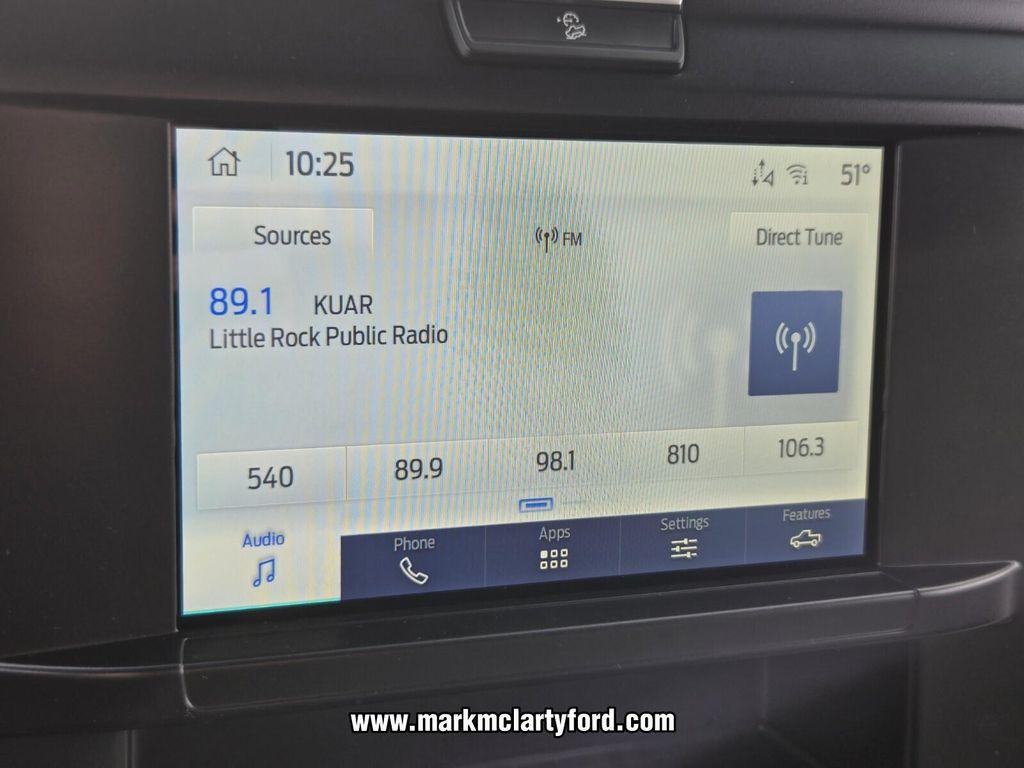 10:25
51°
Sources
FM
Direct Tune
89.1 KUAR
Little Rock Public Radio
540 89.9 98.1 810 106.3
Audio Phone Apps Settings Features
www.markmclartyford.com